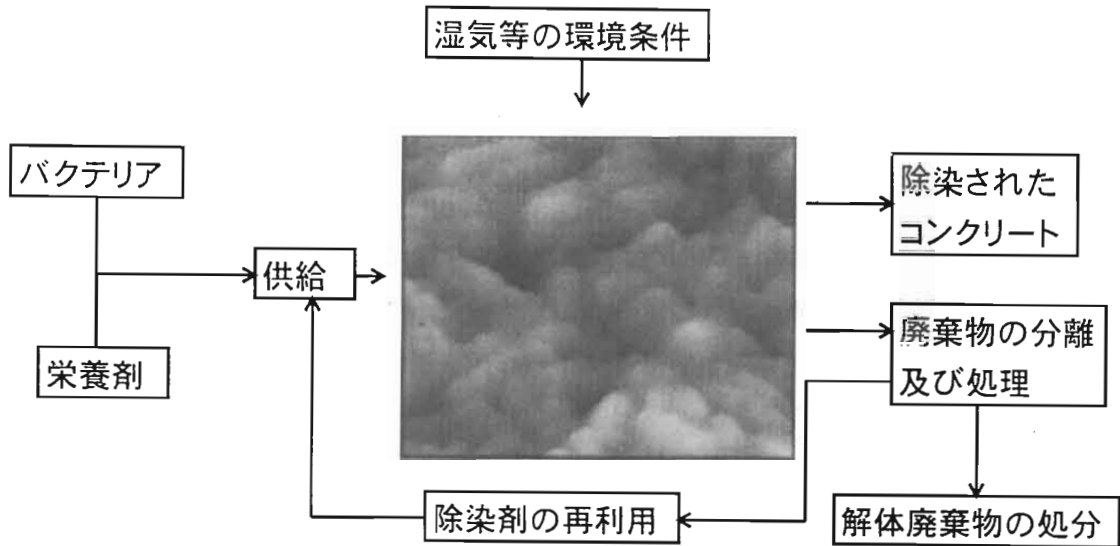 湿気等の環境条件
バクテリア
除染された
コンクリート
供給
栄養剤
廃棄物の分離
及び処理
除染剤の再利用
解体廃棄物の処分